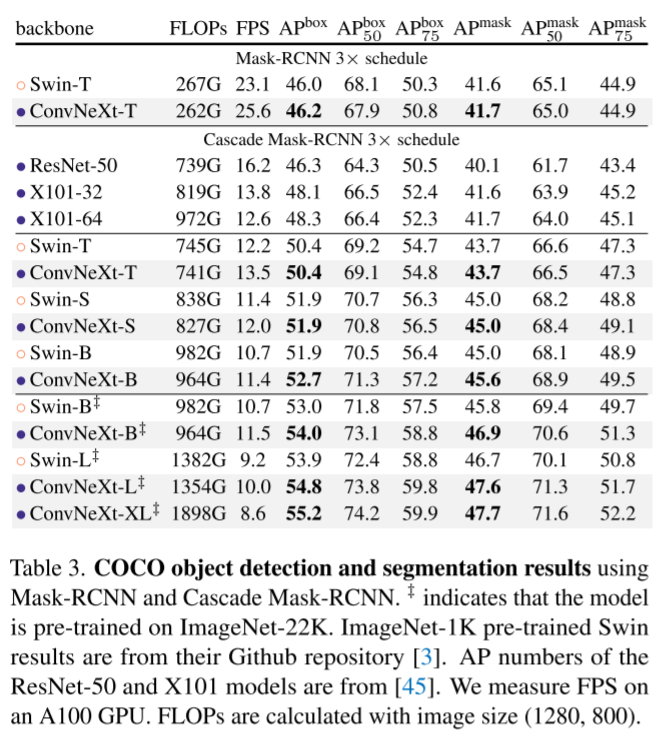 backbone FLOPs FPS AP^box AP^box_50 AP^box_75 AP^mask AP^mask_50 AP^mask_75
Mask-RCNN 3× schedule
○ Swin-T 267G 23.1 46.0 68.1 50.3 41.6 65.1 44.9
● ConvNeXt-T 262G 25.6 46.2 67.9 50.8 41.7 65.0 44.9
Cascade Mask-RCNN 3× schedule
● ResNet-50 739G 16.2 46.3 64.3 50.5 40.1 61.7 43.4
● X101-32 819G 13.8 48.1 66.5 52.4 41.6 63.9 45.2
● X101-64 972G 12.6 48.3 66.4 52.3 41.7 64.0 45.1
○ Swin-T 745G 12.2 50.4 69.2 54.7 43.7 66.6 47.3
● ConvNeXt-T 741G 13.5 50.4 69.1 54.8 43.7 66.5 47.3
○ Swin-S 838G 11.4 51.9 70.7 56.3 45.0 68.2 48.8
● ConvNeXt-S 827G 12.0 51.9 70.8 56.5 45.0 68.4 49.1
○ Swin-B 982G 10.7 51.9 70.5 56.4 45.0 68.1 48.9
● ConvNeXt-B 964G 11.4 52.7 71.3 57.2 45.6 68.9 49.5
○ Swin-B‡ 982G 10.7 53.0 71.8 57.5 45.8 69.4 49.7
● ConvNeXt-B‡ 964G 11.5 54.0 73.1 58.8 46.9 70.6 51.3
○ Swin-L‡ 1382G 9.2 53.9 72.4 58.8 46.7 70.1 50.8
● ConvNeXt-L‡ 1354G 10.0 54.8 73.8 59.8 47.6 71.3 51.7
● ConvNeXt-XL‡ 1898G 8.6 55.2 74.2 59.9 47.7 71.6 52.2
Table 3. COCO object detection and segmentation results using
Mask-RCNN and Cascade Mask-RCNN. ‡ indicates that the model
is pre-trained on ImageNet-22K. ImageNet-1K pre-trained Swin
results are from their Github repository [3]. AP numbers of the
ResNet-50 and X101 models are from [45]. We measure FPS on
an A100 GPU. FLOPs are calculated with image size (1280, 800).